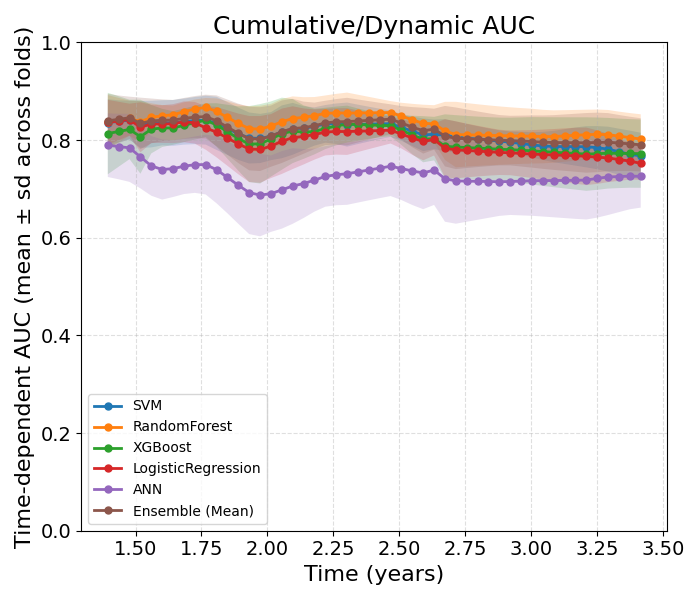 Cumulative/Dynamic AUC
Time-dependent AUC (mean ± sd across folds)
1.0
0.8
0.6
0.4
0.2
0.0
SVM
RandomForest
XGBoost
LogisticRegression
ANN
Ensemble (Mean)
1.50 1.75 2.00 2.25 2.50 2.75 3.00 3.25 3.50
Time (years)